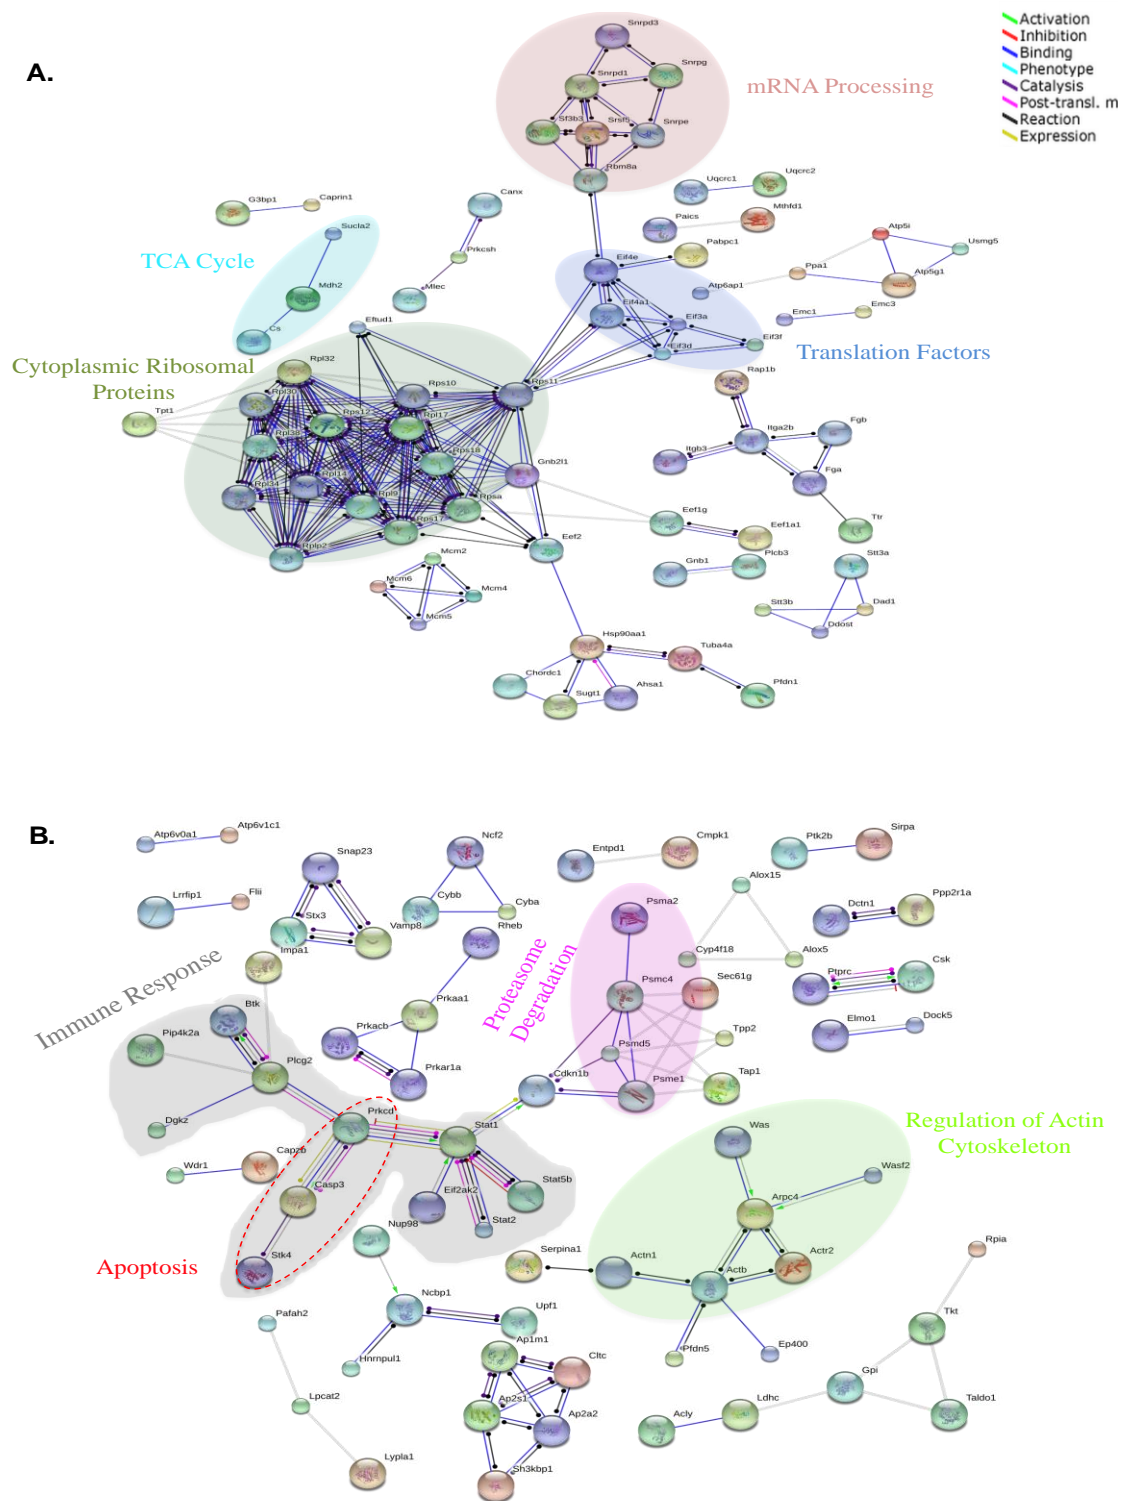 Activation
Inhibition
Binding
Phenotype
Catalysis
Post-transl. m
Reaction
Expression
A.
mRNA Processing
Snrpd3
Snrpd1
Snrpg
Sf3b3
Srsf5
Snrpe
Rbm8a
Uqcrc1
Uqcrc2
G3bp1
Caprin1
Canx
Paics
Mthfd1
Sucla2
TCA Cycle
Prkcsh
Pabpc1
Atp5i
Usmg5
Eif4e
Ppa1
Atp5g1
Mdh2
Mlec
Atp6ap1
Cs
Eftud1
Eif4a1
Eif3a
Emc1
Emc3
Eif3d
Eif3f
Translation Factors
Cytoplasmic Ribosomal
Proteins
Rpl32
Rps10
Rps11
Rap1b
Rpl30
Tpt1
Rps12
Rpl17
Itga2b
Fgb
Rpl38
Rps18
Itgb3
Gnb2l1
Fga
Rpl34
Rpl14
Rpl9
Rpsa
Rps17
Eef1g
Eef1a1
Ttr
Rplp2
Eef2
Mcm2
Gnb1
Plcb3
Stt3a
Mcm6
Mcm4
Mcm5
Stt3b
Dad1
Ddost
Hsp90aa1
Tuba4a
Chordc1
Sugt1
Ahsa1
Pfdn1
B.
Atp6v0a1
Atp6v1c1
Snap23
Ncf2
Entpd1
Cmpk1
Ptk2b
Sirpa
Lrrfip1
Flii
Stx3
Cybb
Cyba
Alox15
Psma2
Dctn1
Ppp2r1a
Vamp8
Rheb
Impa1
Cyp4f18
Alox5
Proteasome
Degradation
Immune Response
Psmc4
Sec61g
Ptprc
Csk
Btk
Prkaa1
Pip4k2a
Plcg2
Prkacb
Prkar1a
Psmd5
Tpp2
Elmo1
Dock5
Cdkn1b
Psme1
Tap1
Dgkz
Prkcd
Stat1
Regulation of Actin
Cytoskeleton
Was
Wdr1
Capzb
Casp3
Eif2ak2
Stat5b
Stat2
Wasf2
Arpc4
Apoptosis
Stk4
Nup98
Serpina1
Actn1
Actb
Actr2
Rpia
Ncbp1
Upf1
Pafah2
Hnrnpul1
Pfdn5
Ep400
Tkt
Ap1m1
Cltc
Gpi
Lpcat2
Ap2s1
Ap2a2
Acly
Ldhc
Taldo1
Lypla1
Sh3kbp1